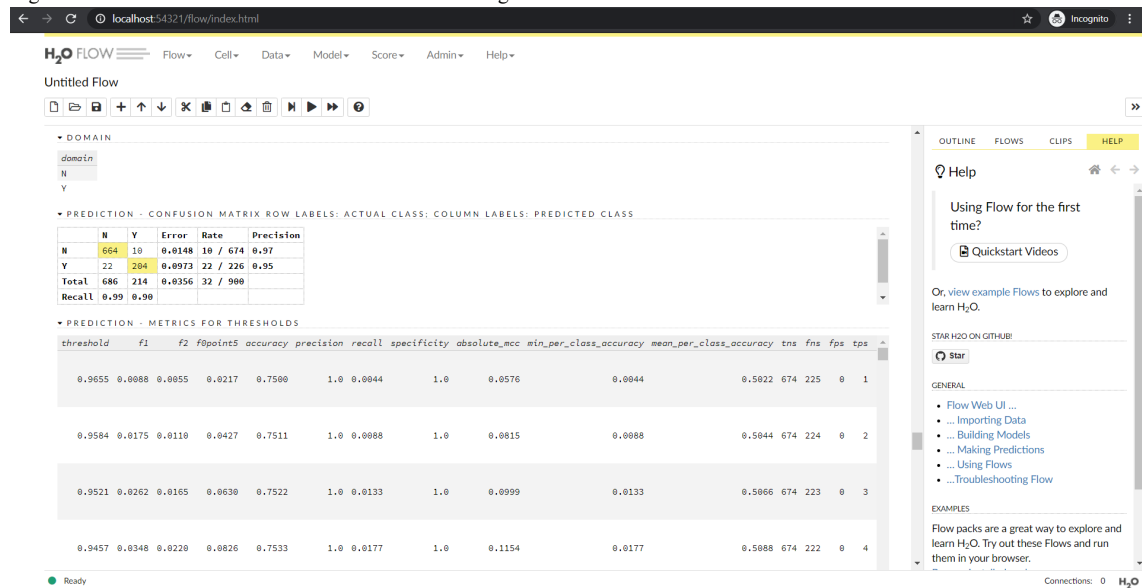 localhost:54321/flow/index.html
Incognito
H2O FLOW Flow Cell Data Model Score Admin Help
Untitled Flow
DOMAIN
domain
N
Y
PREDICTION - CONFUSION MATRIX ROW LABELS: ACTUAL CLASS; COLUMN LABELS: PREDICTED CLASS
N Y Error Rate Precision
N 664 10 0.0148 10 / 674 0.97
Y 22 204 0.0973 22 / 226 0.95
Total 686 214 0.0356 32 / 900
Recall 0.99 0.90
PREDICTION - METRICS FOR THRESHOLDS
threshold f1 f2 f0point5 accuracy precision recall specificity absolute_mcc min_per_class_accuracy mean_per_class_accuracy tns fns fps tps
0.9655 0.0088 0.0055 0.0217 0.7500 1.0 0.0044 1.0 0.0576 0.0044 0.5022 674 225 0 1
0.9584 0.0175 0.0110 0.0427 0.7511 1.0 0.0088 1.0 0.0815 0.0088 0.5044 674 224 0 2
0.9521 0.0262 0.0165 0.0630 0.7522 1.0 0.0133 1.0 0.0999 0.0133 0.5066 674 223 0 3
0.9457 0.0348 0.0220 0.0826 0.7533 1.0 0.0177 1.0 0.1154 0.0177 0.5088 674 222 0 4
OUTLINE FLOWS CLIPS HELP
Help
Using Flow for the first
time?
Quickstart Videos
Or, view example Flows to explore and
learn H2O.
STAR H2O ON GITHUB!
Star
GENERAL
• Flow Web UI ...
• ... Importing Data
• ... Building Models
• ... Making Predictions
• ... Using Flows
• ...Troubleshooting Flow
EXAMPLES
Flow packs are a great way to explore and
learn H2O. Try out these Flows and run
them in your browser.
Ready
Connections: 0 H2O